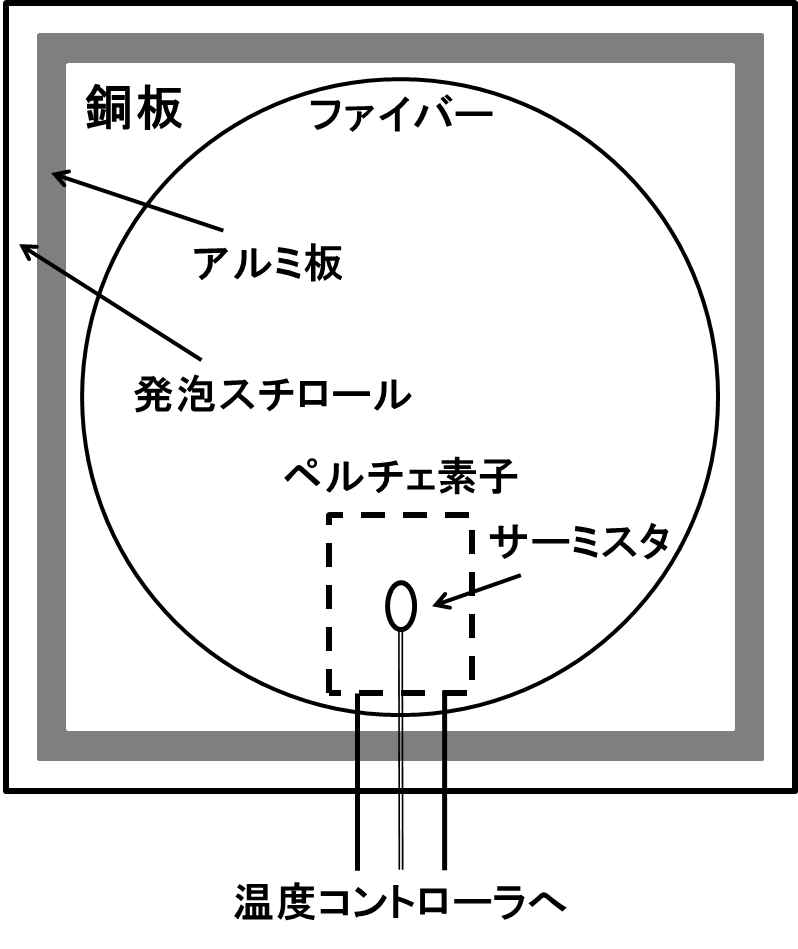 銅板
ファイバー
アルミ板
発泡スチロール
ペルチェ素子
サーミスタ
温度コントローラへ